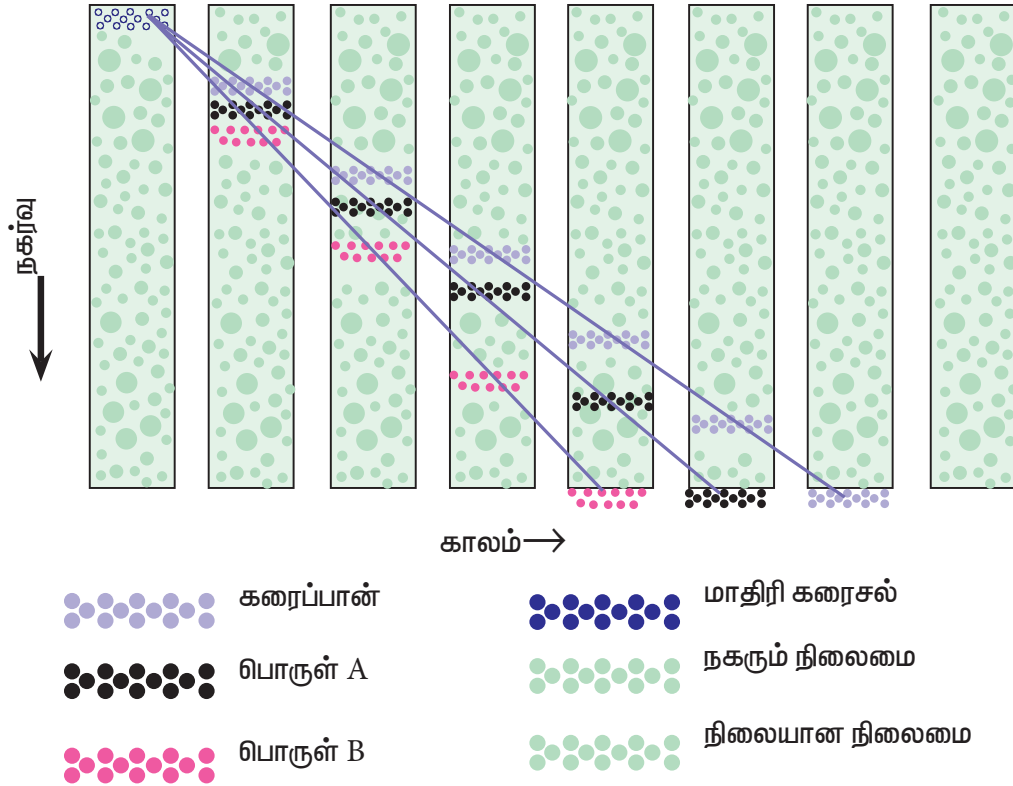 நகர்வு
காலம்
கரைப்பான்
பொருள் A
பொருள் B
மாதிரி கரைசல்
நகரும் நிலைமை
நிலையான நிலைமை